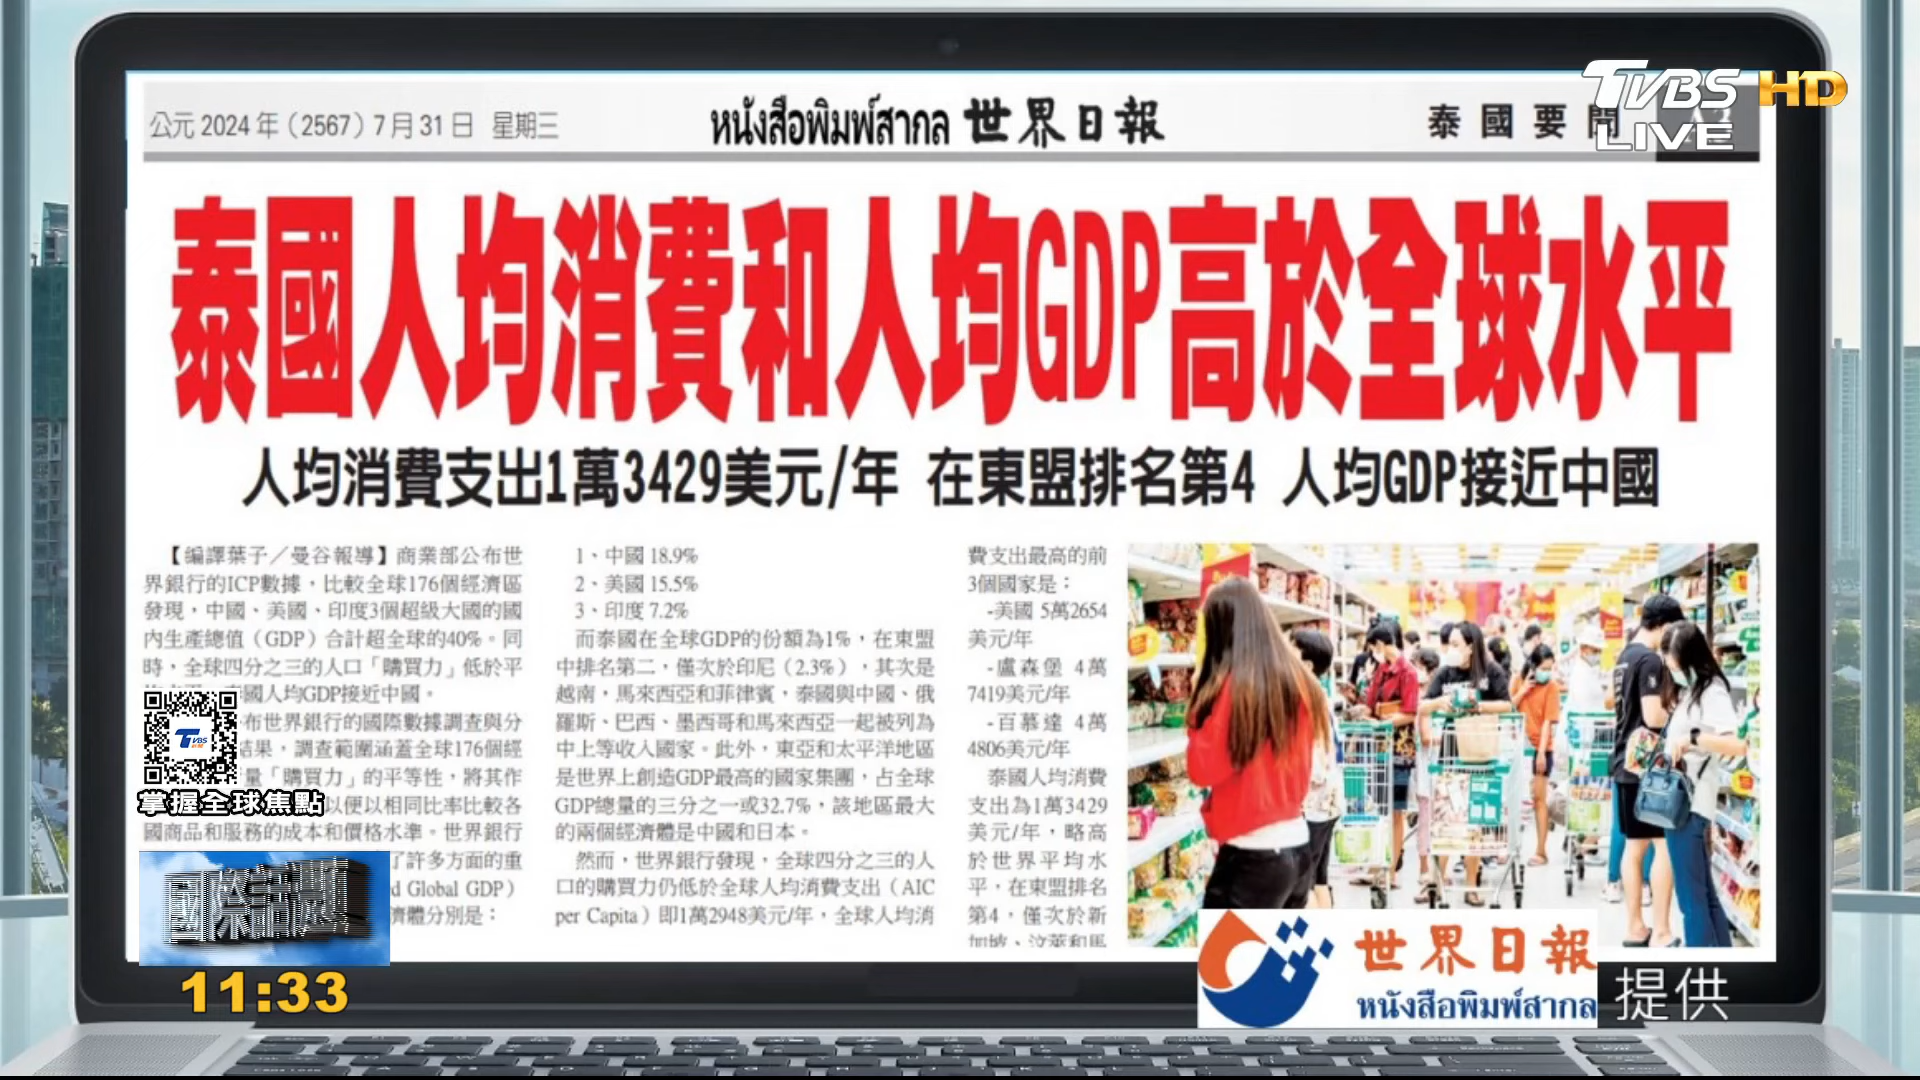 公元2024年（2567）7月31日 星期三
หนังสือพิมพ์สากล 世界日報
泰國要聞
TVBS HD
LIVE
泰國人均消費和人均GDP高於全球水平
人均消費支出1萬3429美元/年 在東盟排名第4 人均GDP接近中國
【編譯葉子／曼谷報導】商業部公布世
界銀行的ICP數據，比較全球176個經濟區
發現，中國、美國、印度3個超級大國的國
內生產總值（GDP）合計超全球的40%。同
時，全球四分之三的人口「購買力」低於平
國人均GDP接近中國。
布世界銀行的國際數據調查與分
結果，調查範圍涵蓋全球176個經
量「購買力」的平等性，將其作
以便以相同比率比較各
國商品和服務的成本和價格水準。世界銀行
了許多方面的重
d Global GDP）
濟體分別是：
1、中國 18.9%
2、美國 15.5%
3、印度 7.2%
而泰國在全球GDP的份額為1%，在東盟
中排名第二，僅次於印尼（2.3%），其次是
越南，馬來西亞和菲律賓，泰國與中國、俄
羅斯、巴西、墨西哥和馬來西亞一起被列為
中上等收入國家。此外，東亞和太平洋地區
是世界上創造GDP最高的國家集團，占全球
GDP總量的三分之一或32.7%，該地區最大
的兩個經濟體是中國和日本。
然而，世界銀行發現，全球四分之三的人
口的購買力仍低於全球人均消費支出（AIC
per Capita）即1萬2948美元/年，全球人均消
費支出最高的前
3個國家是：
-美國 5萬2654
美元/年
-盧森堡 4萬
7419美元/年
-百慕達 4萬
4806美元/年
泰國人均消費
支出為1萬3429
美元/年，略高
於世界平均水
平，在東盟排名
第4，僅次於新
加坡、汶萊和馬
TVBS
掌握全球焦點
國際話題
11:33
世界日報
หนังสือพิมพ์สากล
提供